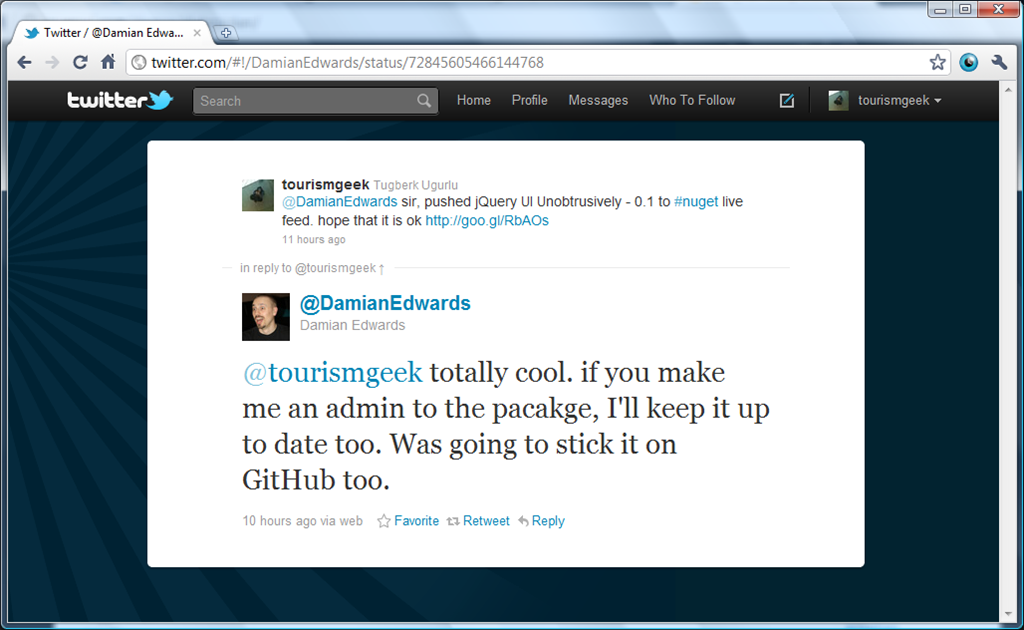 Twitter / @Damian Edwa...
twitter.com/#!/DamianEdwards/status/72845605466144768
twitter
Search
Home
Profile
Messages
Who To Follow
tourismgeek
tourismgeek Tugberk Ugurlu
@DamianEdwards sir, pushed jQuery UI Unobtrusively - 0.1 to #nuget live
feed. hope that it is ok http://goo.gl/RbAOs
11 hours ago
in reply to @tourismgeek ↑
@DamianEdwards
Damian Edwards
@tourismgeek totally cool. if you make
me an admin to the pacakge, I'll keep it up
to date too. Was going to stick it on
GitHub too.
10 hours ago via web Favorite Retweet Reply